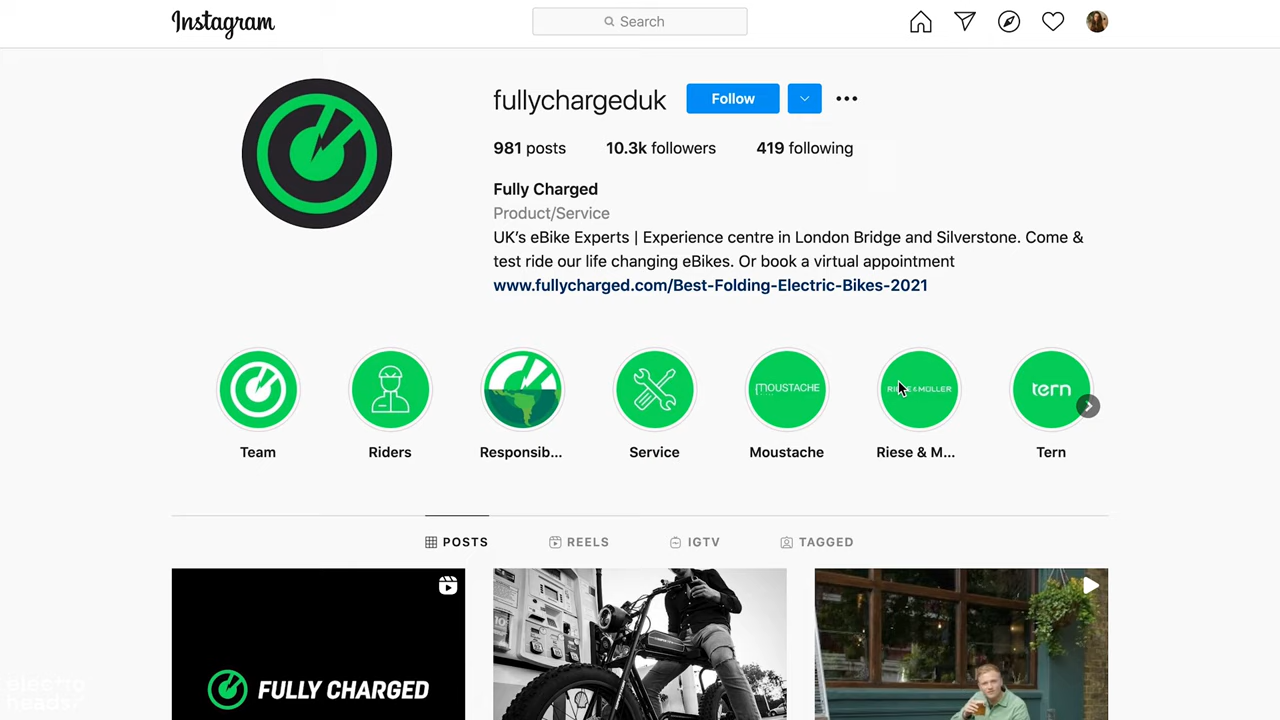 Instagram
Search
fullychargeduk
Follow
981 posts
10.3k followers
419 following
Fully Charged
Product/Service
UK's eBike Experts | Experience centre in London Bridge and Silverstone. Come &
test ride our life changing eBikes. Or book a virtual appointment
www.fullycharged.com/Best-Folding-Electric-Bikes-2021
MOUSTACHE
tern
Team
Riders
Responsib...
Service
Moustache
Riese & M...
Tern
POSTS
REELS
IGTV
TAGGED
FULLY CHARGED
electro
heads